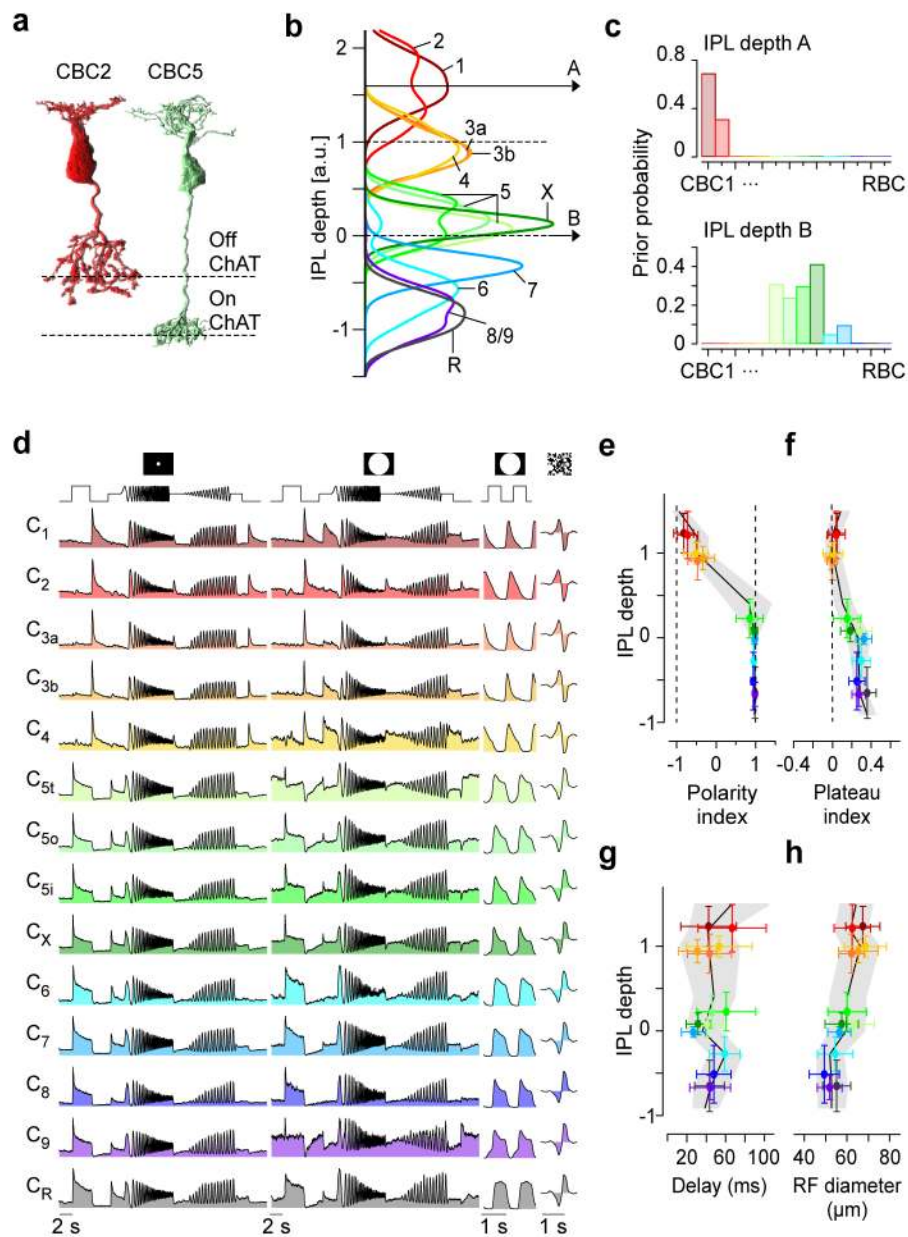 a
CBC2 CBC5
Off
ChAT
On
ChAT
b
IPL depth [a.u.]
2
1
0
-1
2
1
A
3a
3b
4
5
X
B
6
7
8/9
R
c
IPL depth A
Prior probability
0.8
0.4
0
CBC1 ... RBC
IPL depth B
0.4
0.2
0
CBC1 ... RBC
d
C1
C2
C3a
C3b
C4
C5t
C5o
C5i
CX
C6
C7
C8
C9
CR
2 s 2 s 1 s 1 s
e
IPL depth
1
0
-1
-1 0 1
Polarity
index
f
-0.4 0 0.4
Plateau
index
g
IPL depth
1
0
-1
20 60 100
Delay (ms)
h
40 60 80
RF diameter
(µm)